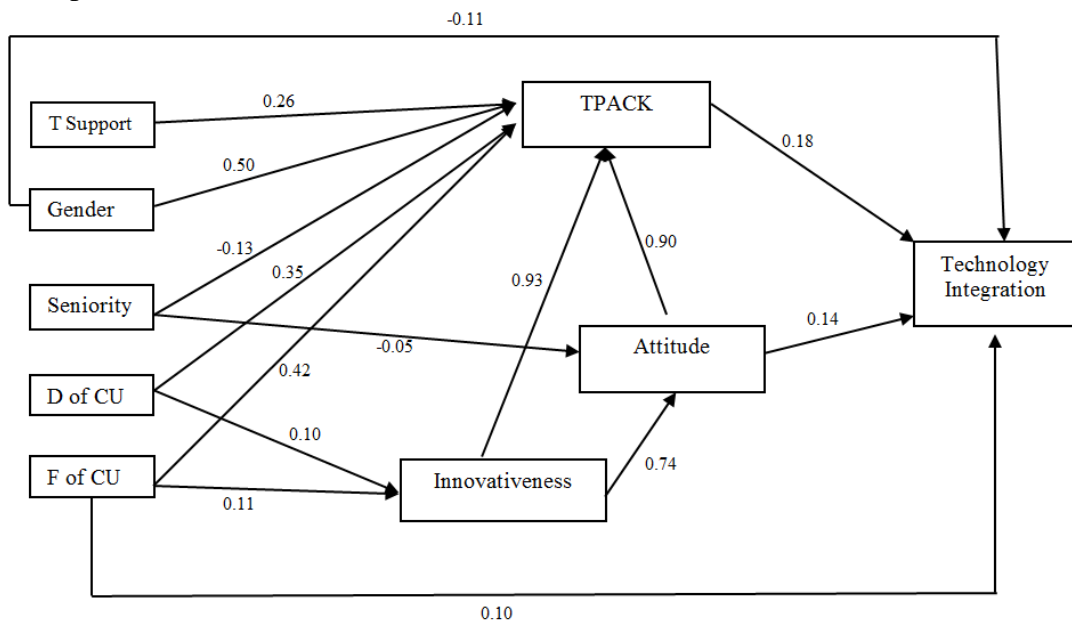 -0.11
TPACK
0.26
T Support
0.18
0.50
Gender
-0.13
0.90
Technology
Integration
0.35
0.93
Seniority
0.14
-0.05
Attitude
0.42
D of CU
0.10
0.74
F of CU
Innovativeness
0.11
0.10